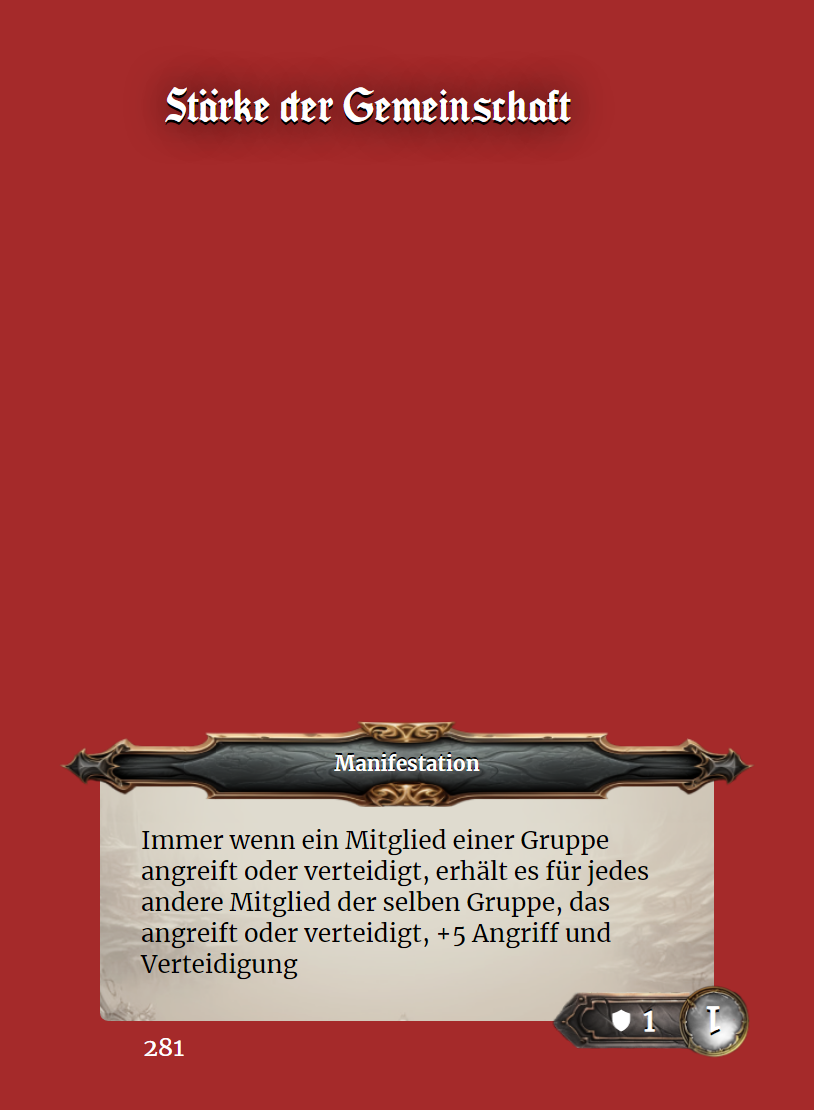 Stärke der Gemeinschaft
Manifestation
Immer wenn ein Mitglied einer Gruppe
angreift oder verteidigt, erhält es für jedes
andere Mitglied der selben Gruppe, das
angreift oder verteidigt, +5 Angriff und
Verteidigung
1
281